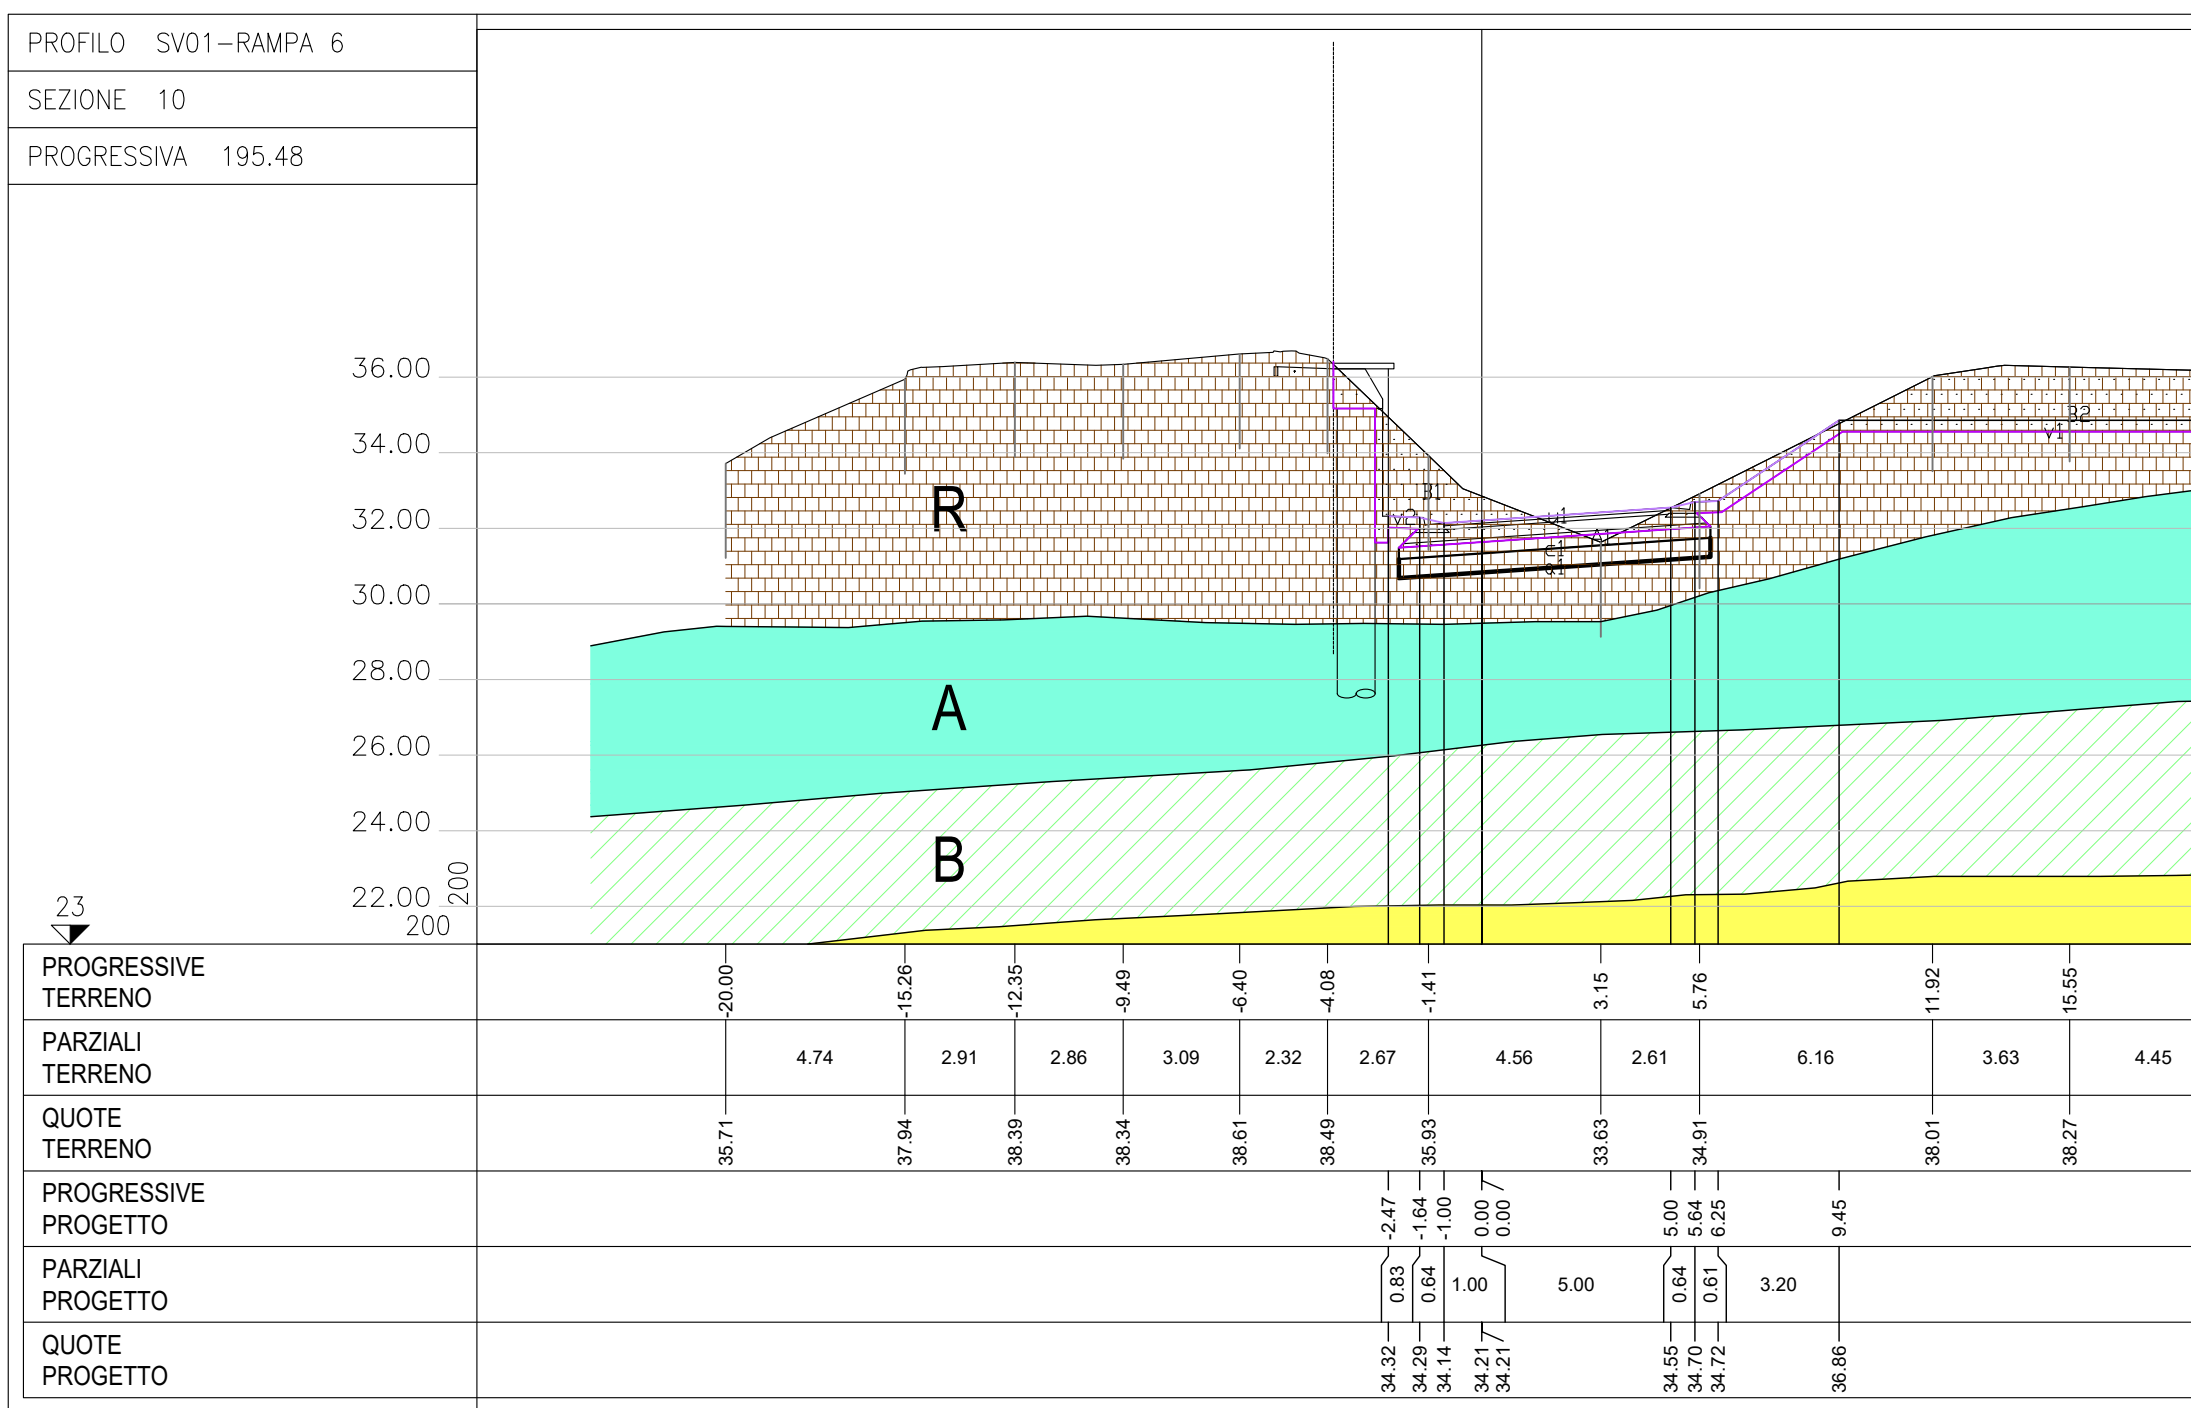 PROFILO SV01-RAMPA 6
SEZIONE 10
PROGRESSIVA 195.48
36.00
34.00
32.00
30.00
28.00
26.00
24.00
22.00
200
200
23
R
A
B
B1
V2
U1
A1
C1
Q1
B2
V1
PROGRESSIVE
TERRENO
-20.00 -15.26 -12.35 -9.49 -6.40 -4.08 -1.41 3.15 5.76 11.92 15.55
PARZIALI
TERRENO
4.74 2.91 2.86 3.09 2.32 2.67 4.56 2.61 6.16 3.63 4.45
QUOTE
TERRENO
35.71 37.94 38.39 38.34 38.61 38.49 35.93 33.63 34.91 38.01 38.27
PROGRESSIVE
PROGETTO
-2.47 -1.64 -1.00 0.00 0.00 5.00 5.64 6.25 9.45
PARZIALI
PROGETTO
0.83 0.64 1.00 5.00 0.64 0.61 3.20
QUOTE
PROGETTO
34.32 34.29 34.14 34.21 34.21 34.55 34.70 34.72 36.86